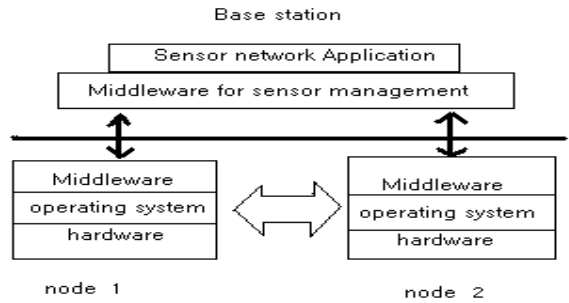 Base station
Sensor network Application
Middleware for sensor management
Middleware
operating system
hardware
node 1
Middleware
operating system
hardware
node 2